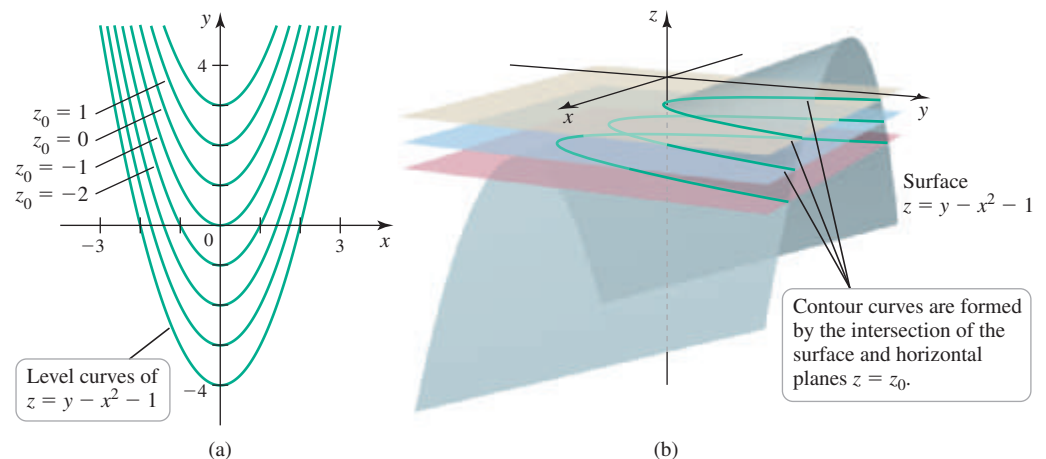 y
4
z₀ = 1
z₀ = 0
z₀ = −1
z₀ = −2
−3
0
3
x
−4
Level curves of
z = y − x² − 1
(a)
z
x
y
Surface
z = y − x² − 1
Contour curves are formed
by the intersection of the
surface and horizontal
planes z = z₀.
(b)